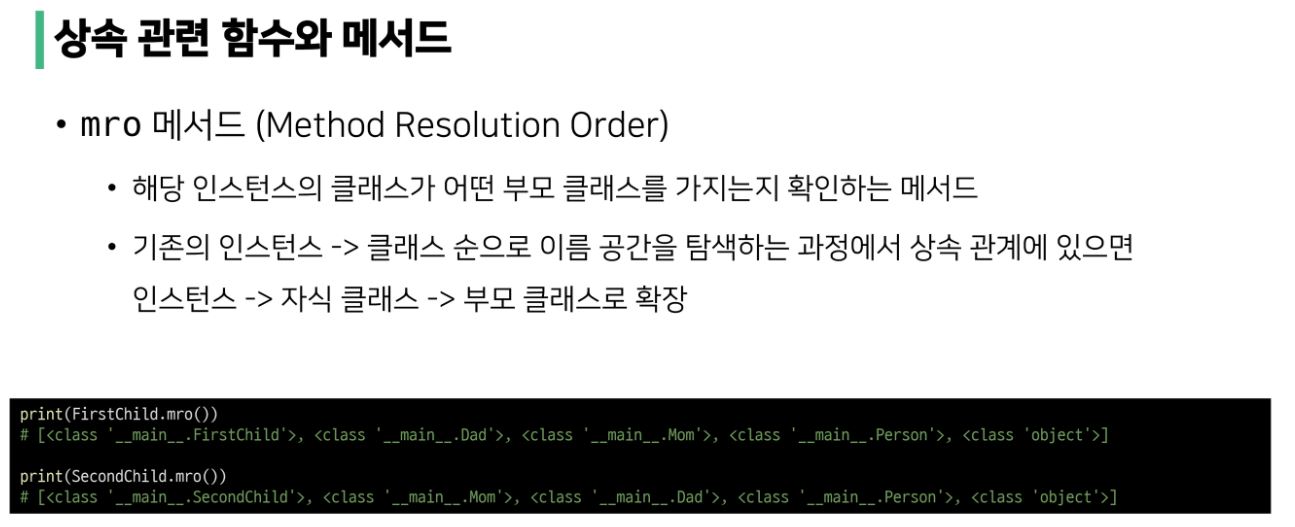 상속 관련 함수와 메서드
• mro 메서드 (Method Resolution Order)
• 해당 인스턴스의 클래스가 어떤 부모 클래스를 가지는지 확인하는 메서드
• 기존의 인스턴스 -> 클래스 순으로 이름 공간을 탐색하는 과정에서 상속 관계에 있으면
인스턴스 -> 자식 클래스 -> 부모 클래스로 확장
print(FirstChild.mro())
# [<class '__main__.FirstChild'>, <class '__main__.Dad'>, <class '__main__.Mom'>, <class '__main__.Person'>, <class 'object'>]
print(SecondChild.mro())
# [<class '__main__.SecondChild'>, <class '__main__.Mom'>, <class '__main__.Dad'>, <class '__main__.Person'>, <class 'object'>]